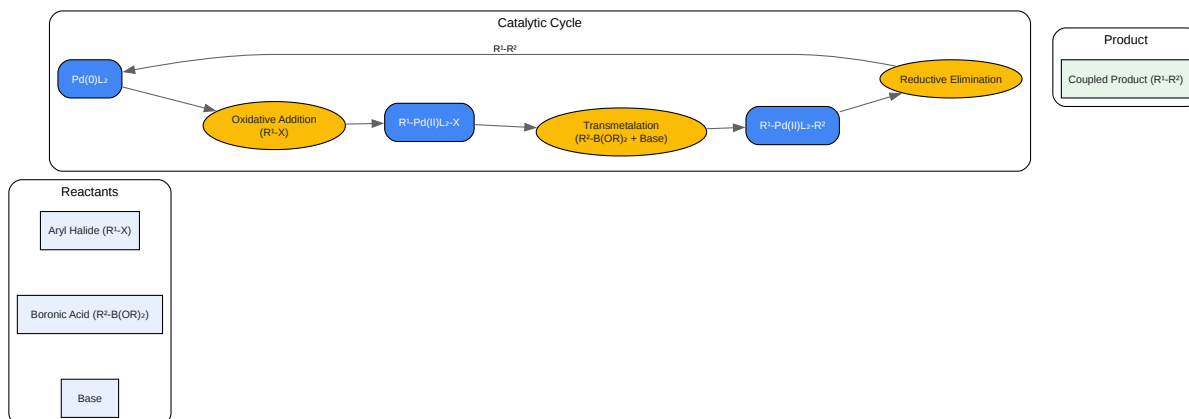 Catalytic Cycle
R¹-R²
Pd(0)L₂
Oxidative Addition
(R¹-X)
R¹-Pd(II)L₂-X
Transmetalation
(R²-B(OR)₂ + Base)
R¹-Pd(II)L₂-R²
Reductive Elimination
Product
Coupled Product (R¹-R²)
Reactants
Aryl Halide (R¹-X)
Boronic Acid (R²-B(OR)₂)
Base